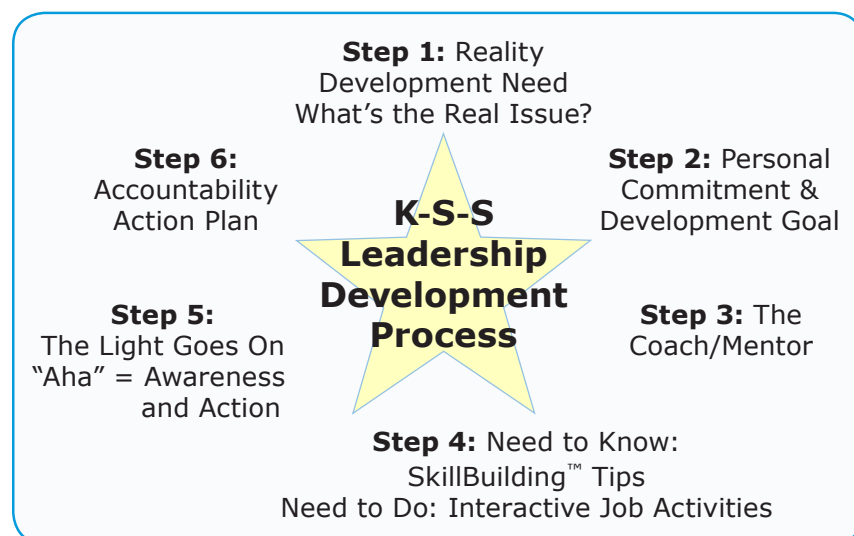 Step 1: Reality
Development Need
What's the Real Issue?
Step 2: Personal
Commitment &
Development Goal
Step 3: The
Coach/Mentor
Step 4: Need to Know:
SkillBuilding™ Tips
Need to Do: Interactive Job Activities
Step 5:
The Light Goes On
“Aha” = Awareness
and Action
Step 6:
Accountability
Action Plan
K-S-S
Leadership
Development
Process